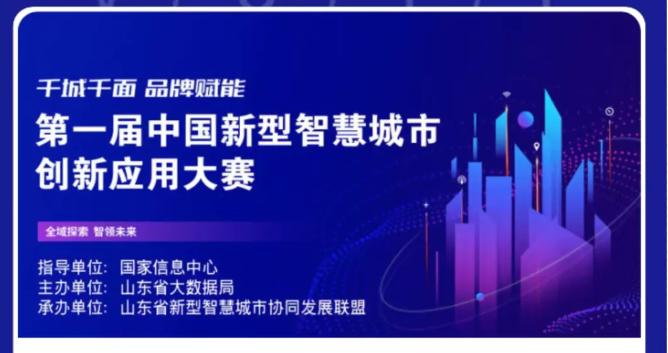 千城千面 品牌赋能
第一届中国新型智慧城市
创新应用大赛
全域探索 智领未来
指导单位: 国家信息中心
主办单位: 山东省大数据局
承办单位: 山东省新型智慧城市协同发展联盟